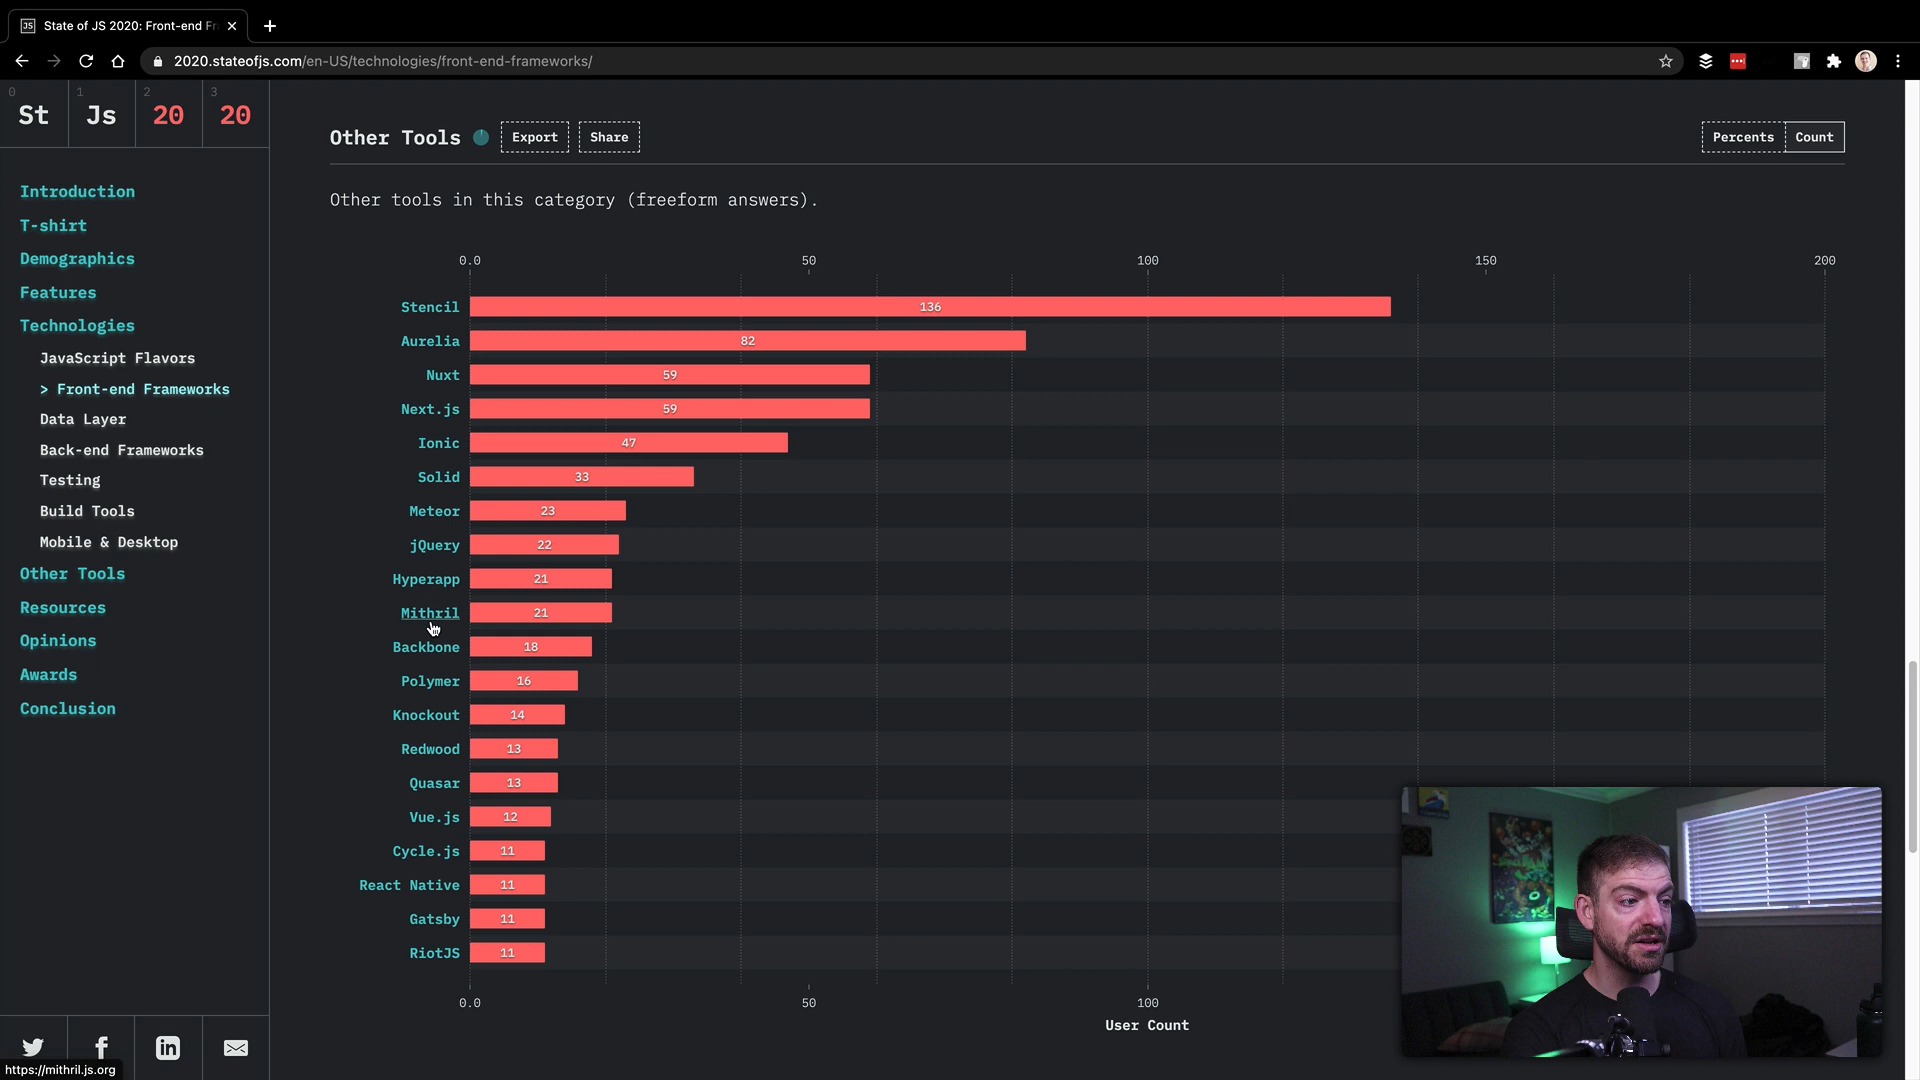 JS State of JS 2020: Front-end Fr
2020.stateofjs.com/en-US/technologies/front-end-frameworks/
0 St 1 Js 2 20 3 20
Introduction
T-shirt
Demographics
Features
Technologies
JavaScript Flavors
> Front-end Frameworks
Data Layer
Back-end Frameworks
Testing
Build Tools
Mobile & Desktop
Other Tools
Resources
Opinions
Awards
Conclusion
https://mithril.js.org
Other Tools Export Share Percents Count
Other tools in this category (freeform answers).
0.0 50 100 150 200
Stencil 136
Aurelia 82
Nuxt 59
Next.js 59
Ionic 47
Solid 33
Meteor 23
jQuery 22
Hyperapp 21
Mithril 21
Backbone 18
Polymer 16
Knockout 14
Redwood 13
Quasar 13
Vue.js 12
Cycle.js 11
React Native 11
Gatsby 11
RiotJS 11
0.0 50 100
User Count